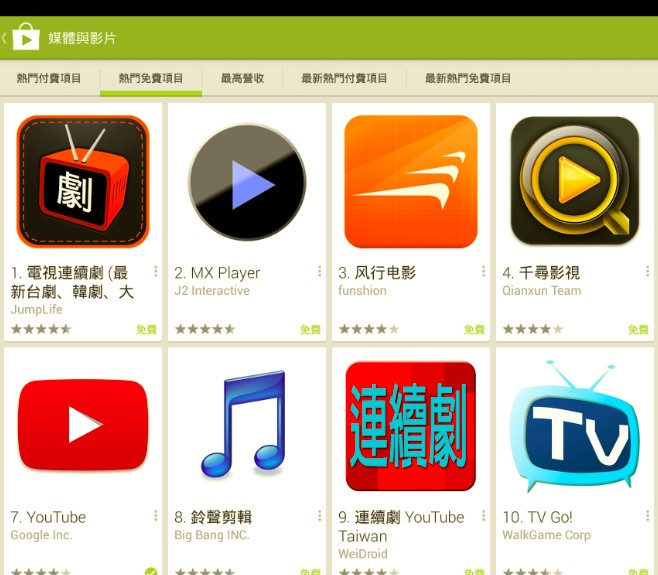 媒體與影片
熱門付費項目 熱門免費項目 最高營收 最新熱門付費項目 最新熱門免費項目
劇
1. 電視連續劇 (最
新台劇、韓劇、大
JumpLife
免費
2. MX Player
J2 Interactive
免費
3. 风行电影
funshion
免費
4. 千尋影視
Qianxun Team
免費
7. YouTube
Google Inc.
8. 鈴聲剪輯
Big Bang INC.
免費
連續劇
9. 連續劇 YouTube
Taiwan
WeiDroid
免費
TV
10. TV Go!
WalkGame Corp
免費